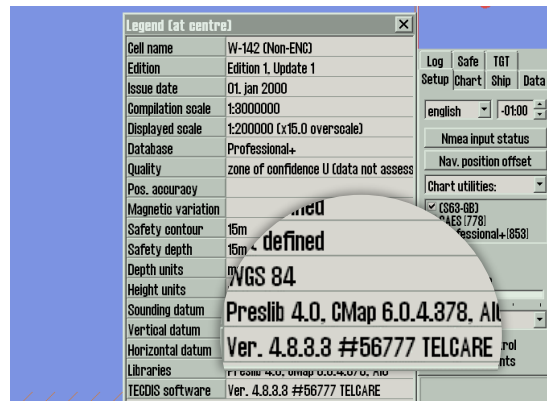 Legend (at centre)
Cell name W-142 (Non-ENC)
Edition Edition 1, Update 1
Issue date 01. jan 2000
Compilation scale 1:3000000
Displayed scale 1:200000 (x15.0 overscale)
Database Professional+
Quality zone of confidence U (data not assess
Pos. accuracy
Magnetic variation
Safety contour 15m
Safety depth 15m
Depth units
Height units
Sounding datum
Vertical datum
Horizontal datum
Libraries
TECDIS software Ver. 4.8.3.3 #56777 TELCARE
defined
WGS 84
Preslib 4.0, CMap 6.0.4.378,
Ver. 4.8.3.3 #56777 TELCARE
Log Safe TGT
Setup Chart Ship Data
english -01:00
Nmea input status
Nav. position offset
Chart utilities:
(S63-GB)
[778]
[853]